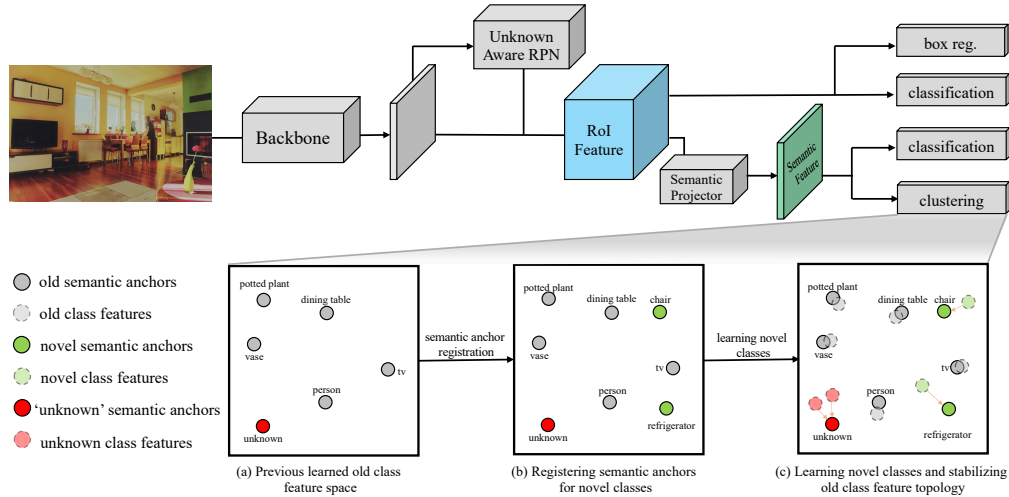 Unknown
Aware RPN
box reg.
Backbone
RoI
Feature
classification
Semantic
Projector
Semantic
Feature
classification
clustering
old semantic anchors
old class features
novel semantic anchors
novel class features
‘unknown’ semantic anchors
unknown class features
potted plant
dining table
vase
tv
person
unknown
semantic anchor
registration
potted plant
dining table
chair
vase
tv
person
unknown
refrigerator
learning novel
classes
potted plant
dining table
chair
vase
tv
person
unknown
refrigerator
(a) Previous learned old class
feature space
(b) Registering semantic anchors
for novel classes
(c) Learning novel classes and stabilizing
old class feature topology